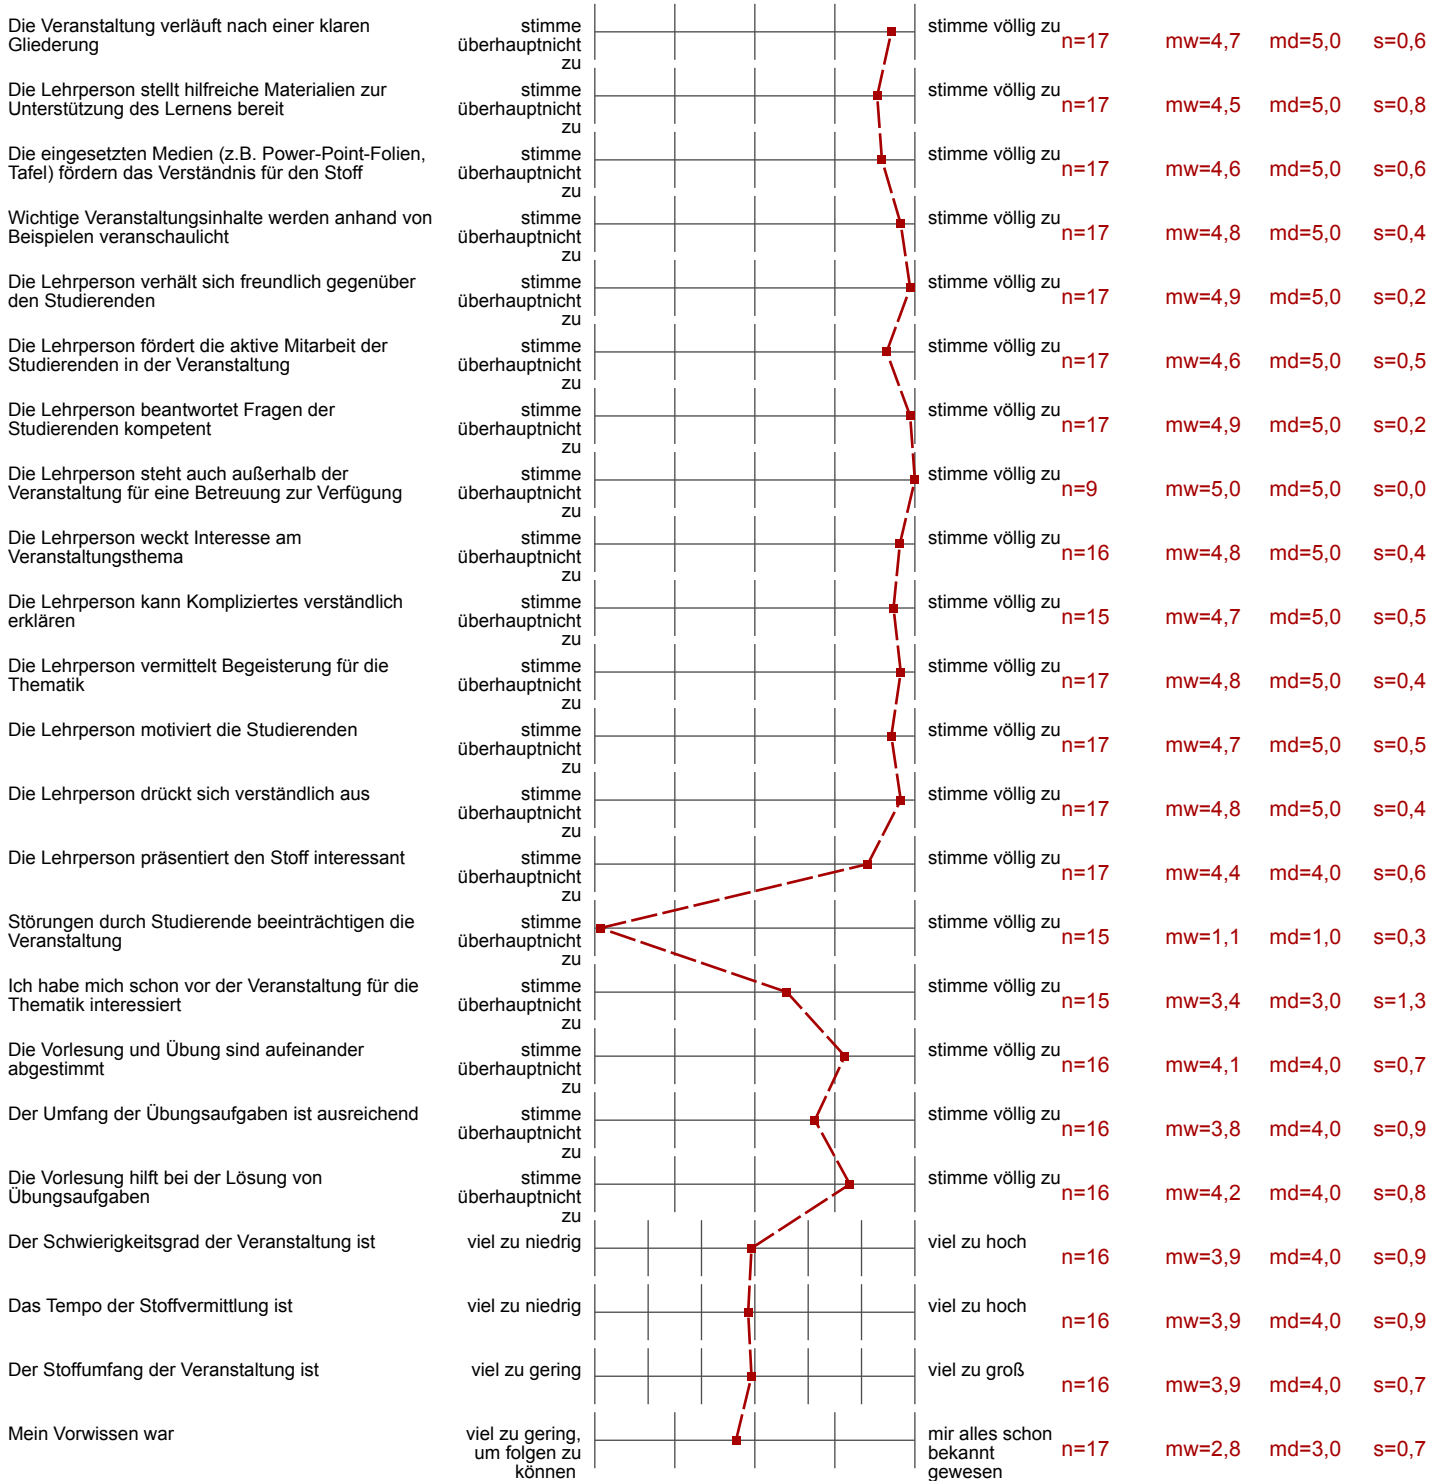 Die Veranstaltung verläuft nach einer klaren
Gliederung
stimme
überhauptnicht
zu
stimme völlig zu
n=17 mw=4,7 md=5,0 s=0,6
Die Lehrperson stellt hilfreiche Materialien zur
Unterstützung des Lernens bereit
stimme
überhauptnicht
zu
stimme völlig zu
n=17 mw=4,5 md=5,0 s=0,8
Die eingesetzten Medien (z.B. Power-Point-Folien,
Tafel) fördern das Verständnis für den Stoff
stimme
überhauptnicht
zu
stimme völlig zu
n=17 mw=4,6 md=5,0 s=0,6
Wichtige Veranstaltungsinhalte werden anhand von
Beispielen veranschaulicht
stimme
überhauptnicht
zu
stimme völlig zu
n=17 mw=4,8 md=5,0 s=0,4
Die Lehrperson verhält sich freundlich gegenüber
den Studierenden
stimme
überhauptnicht
zu
stimme völlig zu
n=17 mw=4,9 md=5,0 s=0,2
Die Lehrperson fördert die aktive Mitarbeit der
Studierenden in der Veranstaltung
stimme
überhauptnicht
zu
stimme völlig zu
n=17 mw=4,6 md=5,0 s=0,5
Die Lehrperson beantwortet Fragen der
Studierenden kompetent
stimme
überhauptnicht
zu
stimme völlig zu
n=17 mw=4,9 md=5,0 s=0,2
Die Lehrperson steht auch außerhalb der
Veranstaltung für eine Betreuung zur Verfügung
stimme
überhauptnicht
zu
stimme völlig zu
n=9 mw=5,0 md=5,0 s=0,0
Die Lehrperson weckt Interesse am
Veranstaltungsthema
stimme
überhauptnicht
zu
stimme völlig zu
n=16 mw=4,8 md=5,0 s=0,4
Die Lehrperson kann Kompliziertes verständlich
erklären
stimme
überhauptnicht
zu
stimme völlig zu
n=15 mw=4,7 md=5,0 s=0,5
Die Lehrperson vermittelt Begeisterung für die
Thematik
stimme
überhauptnicht
zu
stimme völlig zu
n=17 mw=4,8 md=5,0 s=0,4
Die Lehrperson motiviert die Studierenden
stimme
überhauptnicht
zu
stimme völlig zu
n=17 mw=4,7 md=5,0 s=0,5
Die Lehrperson drückt sich verständlich aus
stimme
überhauptnicht
zu
stimme völlig zu
n=17 mw=4,8 md=5,0 s=0,4
Die Lehrperson präsentiert den Stoff interessant
stimme
überhauptnicht
zu
stimme völlig zu
n=17 mw=4,4 md=4,0 s=0,6
Störungen durch Studierende beeinträchtigen die
Veranstaltung
stimme
überhauptnicht
zu
stimme völlig zu
n=15 mw=1,1 md=1,0 s=0,3
Ich habe mich schon vor der Veranstaltung für die
Thematik interessiert
stimme
überhauptnicht
zu
stimme völlig zu
n=15 mw=3,4 md=3,0 s=1,3
Die Vorlesung und Übung sind aufeinander
abgestimmt
stimme
überhauptnicht
zu
stimme völlig zu
n=16 mw=4,1 md=4,0 s=0,7
Der Umfang der Übungsaufgaben ist ausreichend
stimme
überhauptnicht
zu
stimme völlig zu
n=16 mw=3,8 md=4,0 s=0,9
Die Vorlesung hilft bei der Lösung von
Übungsaufgaben
stimme
überhauptnicht
zu
stimme völlig zu
n=16 mw=4,2 md=4,0 s=0,8
Der Schwierigkeitsgrad der Veranstaltung ist
viel zu niedrig
viel zu hoch
n=16 mw=3,9 md=4,0 s=0,9
Das Tempo der Stoffvermittlung ist
viel zu niedrig
viel zu hoch
n=16 mw=3,9 md=4,0 s=0,9
Der Stoffumfang der Veranstaltung ist
viel zu gering
viel zu groß
n=16 mw=3,9 md=4,0 s=0,7
Mein Vorwissen war
viel zu gering,
um folgen zu
können
mir alles schon
bekannt
gewesen
n=17 mw=2,8 md=3,0 s=0,7